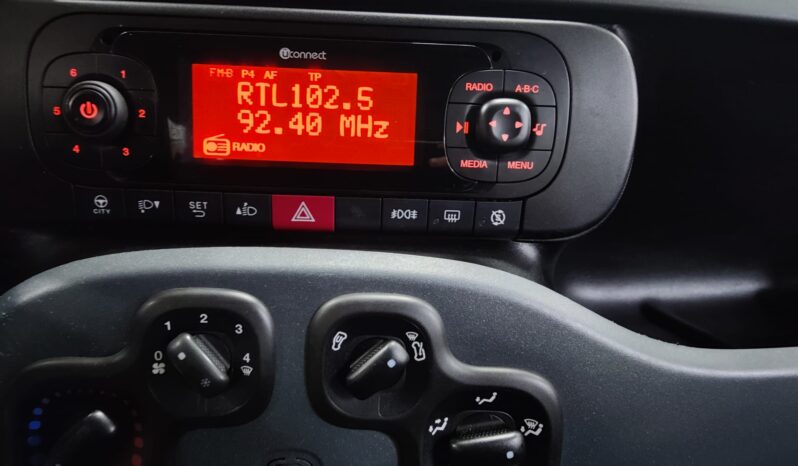 uconnect
FM-B P4 AF TP
RTL102.5
92.40 MHz
RADIO
6 1
5 2
4 3
RADIO A-B-C
MEDIA MENU
CITY SET
0 1 2 3 4